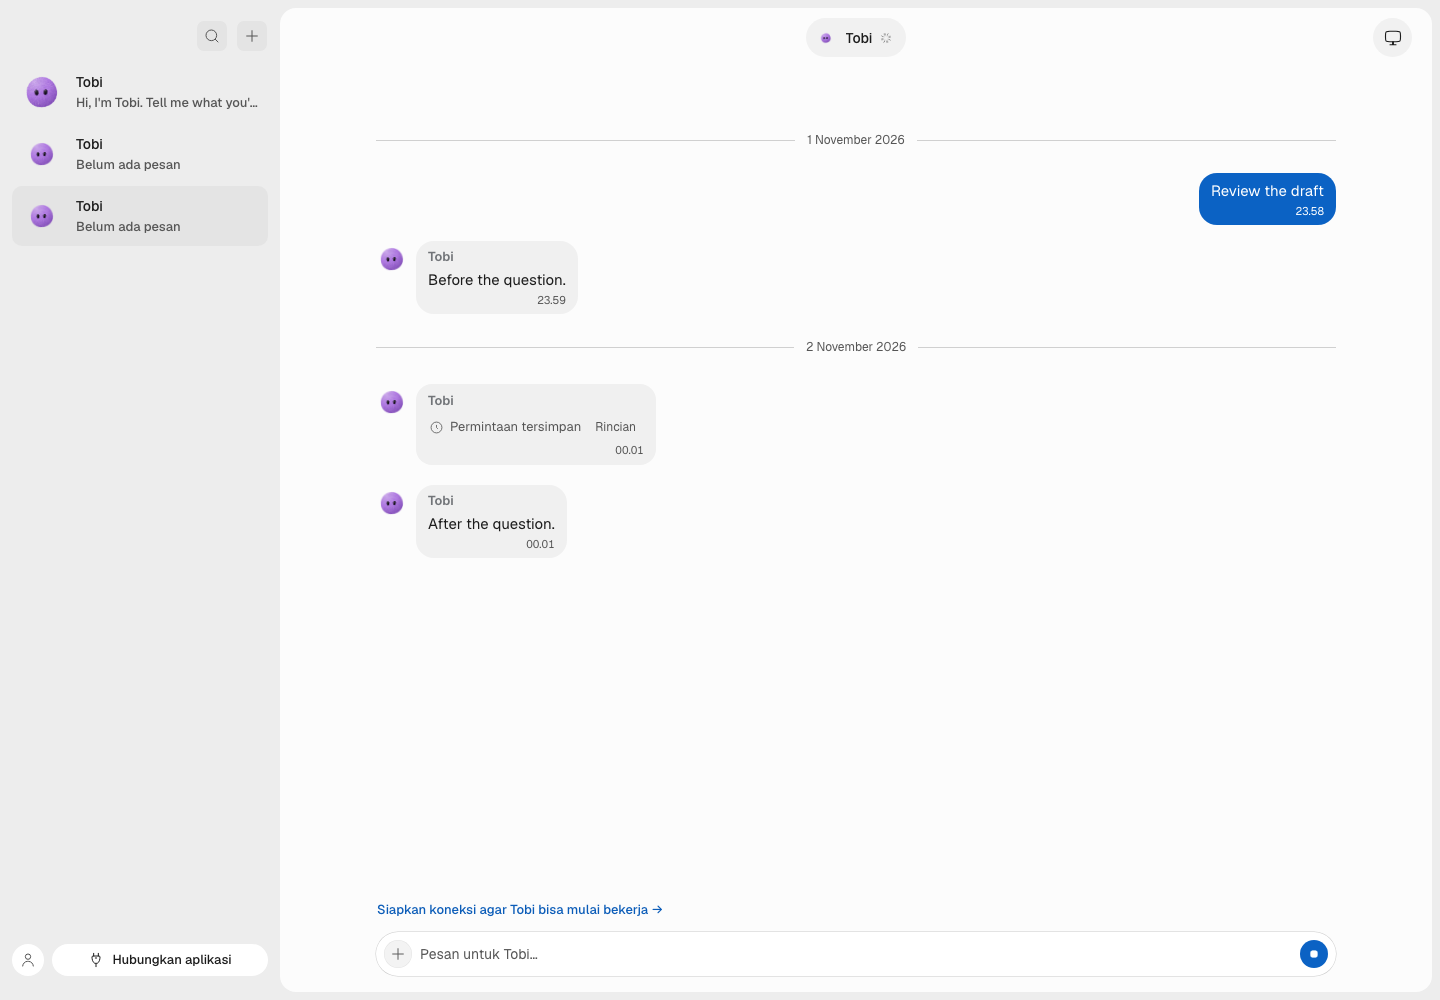 Tobi
Hi, I'm Tobi. Tell me what you'…
Tobi
Belum ada pesan
Tobi
Belum ada pesan
Hubungkan aplikasi
Tobi
1 November 2026
Review the draft
23.58
Tobi
Before the question.
23.59
2 November 2026
Tobi
Permintaan tersimpan Rincian
00.01
Tobi
After the question.
00.01
Siapkan koneksi agar Tobi bisa mulai bekerja →
Pesan untuk Tobi…